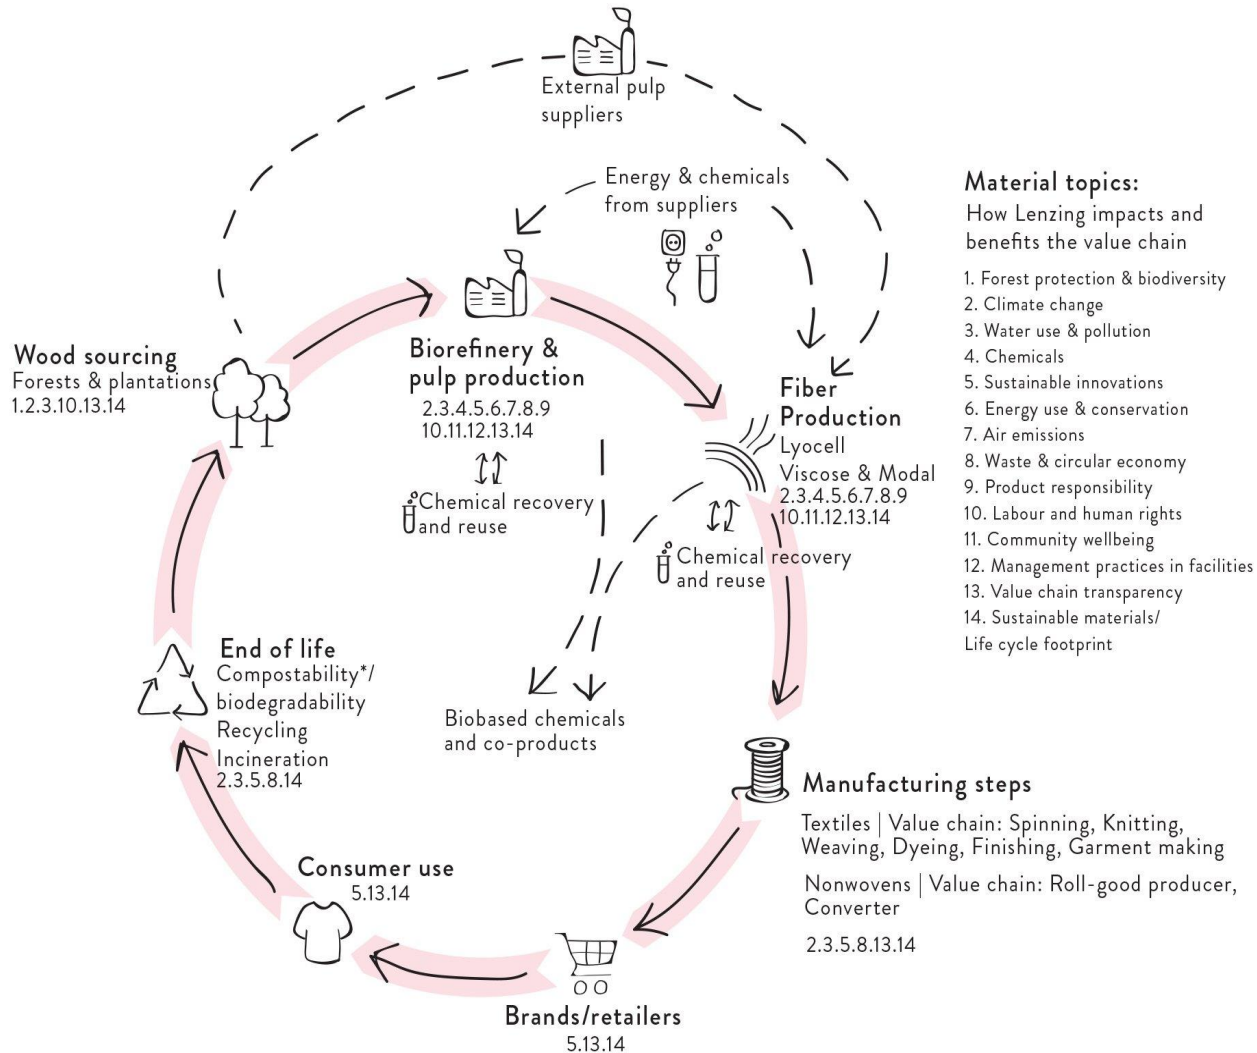 External pulp
suppliers
Energy & chemicals
from suppliers
Wood sourcing
Forests & plantations
1.2.3.10.13.14
Biorefinery &
pulp production
2.3.4.5.6.7.8.9
10.11.12.13.14
Chemical recovery
and reuse
Fiber
Production
Lyocell
Viscose & Modal
2.3.4.5.6.7.8.9
10.11.12.13.14
Chemical recovery
and reuse
Biobased chemicals
and co-products
Manufacturing steps
Textiles | Value chain: Spinning, Knitting,
Weaving, Dyeing, Finishing, Garment making
Nonwovens | Value chain: Roll-good producer,
Converter
2.3.5.8.13.14
Brands/retailers
5.13.14
Consumer use
5.13.14
End of life
Compostability*/
biodegradability
Recycling
Incineration
2.3.5.8.14
Material topics:
How Lenzing impacts and
benefits the value chain
1. Forest protection & biodiversity
2. Climate change
3. Water use & pollution
4. Chemicals
5. Sustainable innovations
6. Energy use & conservation
7. Air emissions
8. Waste & circular economy
9. Product responsibility
10. Labour and human rights
11. Community wellbeing
12. Management practices in facilities
13. Value chain transparency
14. Sustainable materials/
Life cycle footprint